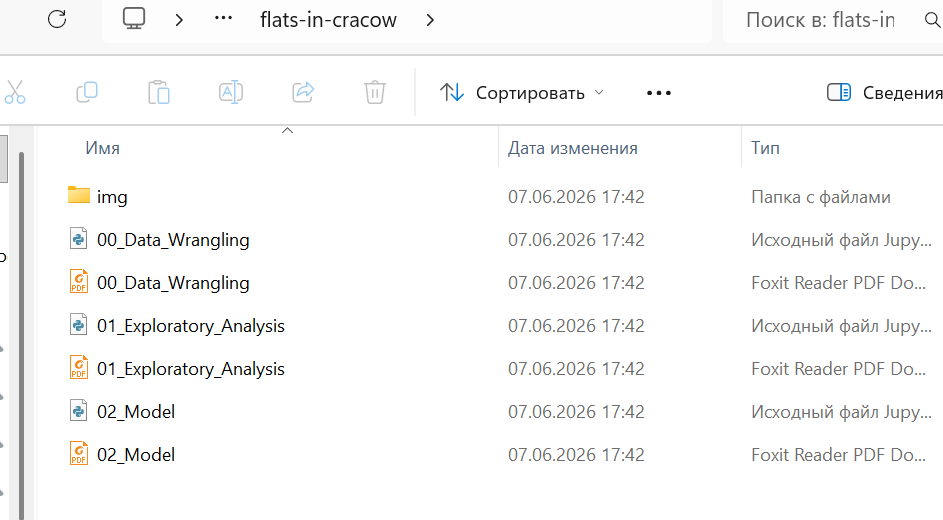 ··· flats-in-cracow Поиск в: flats-in
Сортировать ··· Сведения
Имя Дата изменения Тип
img 07.06.2026 17:42 Папка с файлами
00_Data_Wrangling 07.06.2026 17:42 Исходный файл Jupy...
00_Data_Wrangling 07.06.2026 17:42 Foxit Reader PDF Do...
01_Exploratory_Analysis 07.06.2026 17:42 Исходный файл Jupy...
01_Exploratory_Analysis 07.06.2026 17:42 Foxit Reader PDF Do...
02_Model 07.06.2026 17:42 Исходный файл Jupy...
02_Model 07.06.2026 17:42 Foxit Reader PDF Do...